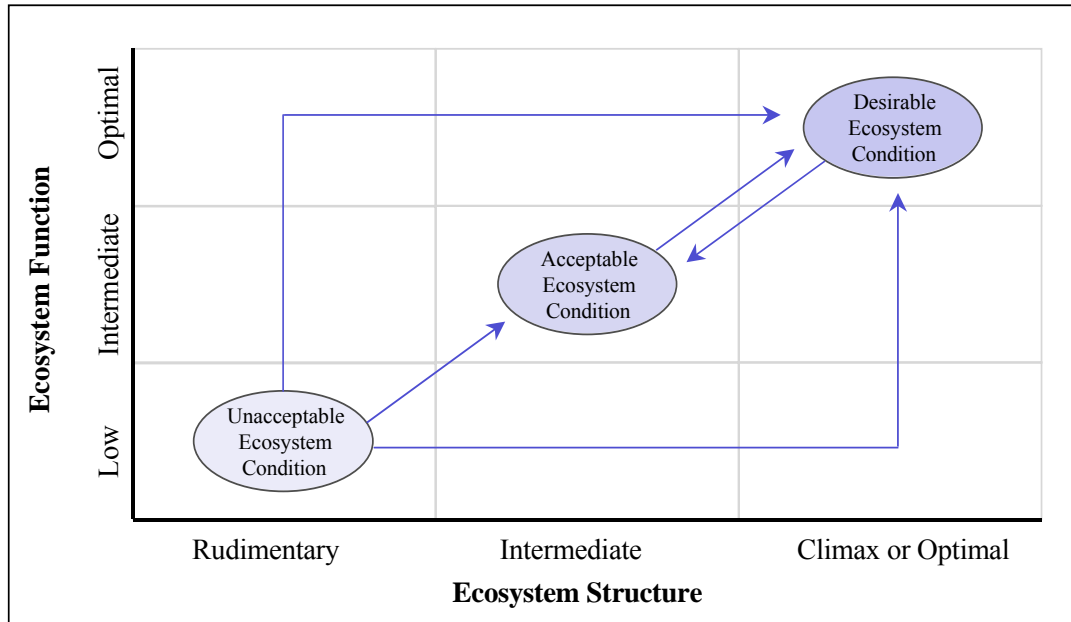 Ecosystem Function
Optimal
Intermediate
Low
Desirable
Ecosystem
Condition
Acceptable
Ecosystem
Condition
Unacceptable
Ecosystem
Condition
Rudimentary
Intermediate
Climax or Optimal
Ecosystem Structure